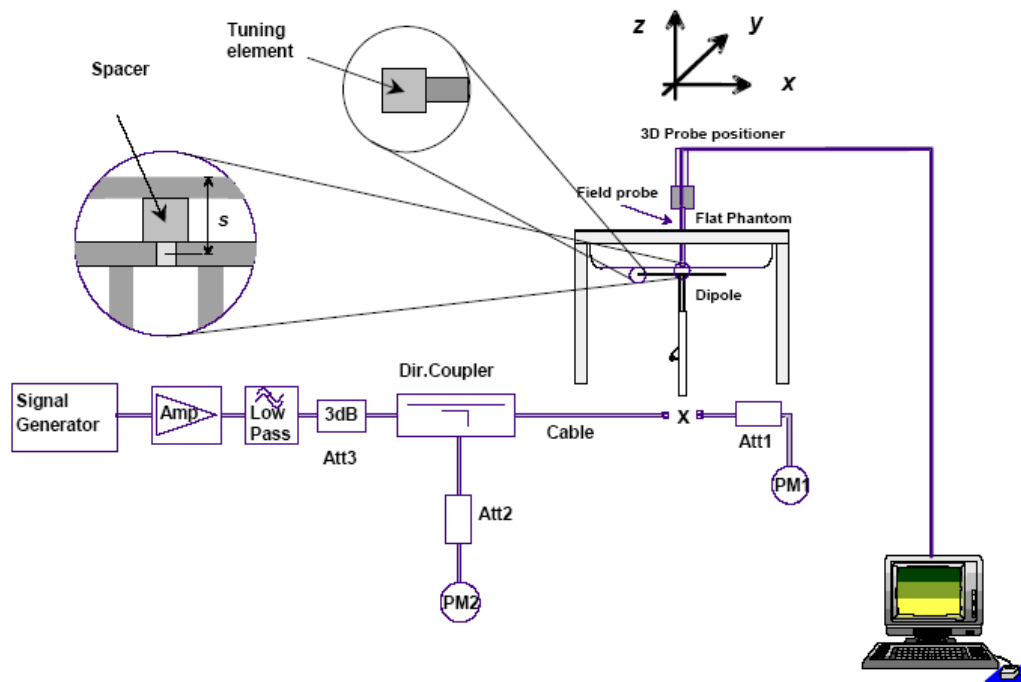 Tuning
element
Spacer
s
z
y
x
3D Probe positioner
Field probe
Flat Phantom
Dipole
Dir.Coupler
Signal
Generator
Amp
Low
Pass
3dB
Att3
Cable
X
Att1
PM1
Att2
PM2